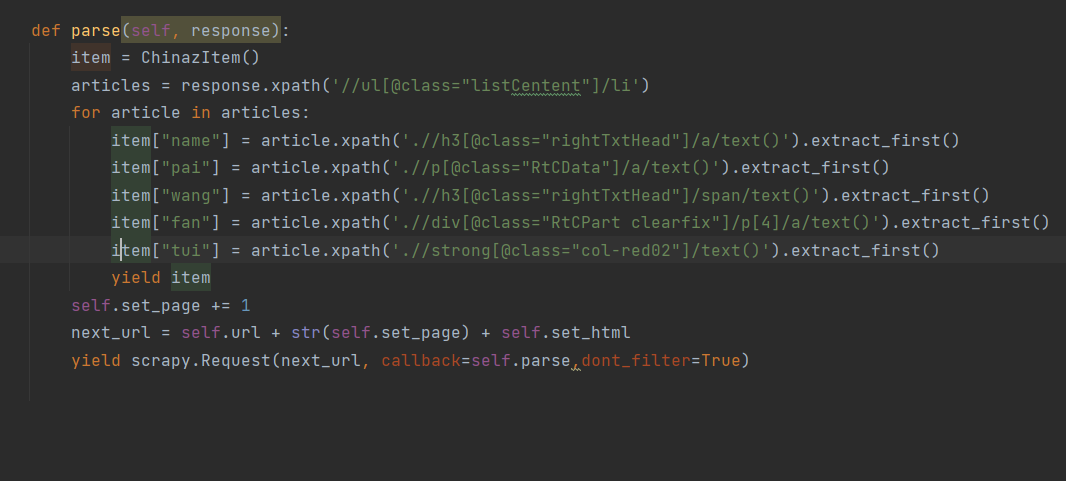 def parse(self, response):
item = ChinazItem()
articles = response.xpath('//ul[@class="listCentent"]/li')
for article in articles:
item["name"] = article.xpath('.//h3[@class="rightTxtHead"]/a/text()').extract_first()
item["pai"] = article.xpath('.//p[@class="RtCData"]/a/text()').extract_first()
item["wang"] = article.xpath('.//h3[@class="rightTxtHead"]/span/text()').extract_first()
item["fan"] = article.xpath('.//div[@class="RtCPart clearfix"]/p[4]/a/text()').extract_first()
item["tui"] = article.xpath('.//strong[@class="col-red02"]/text()').extract_first()
yield item
self.set_page += 1
next_url = self.url + str(self.set_page) + self.set_html
yield scrapy.Request(next_url, callback=self.parse,dont_filter=True)